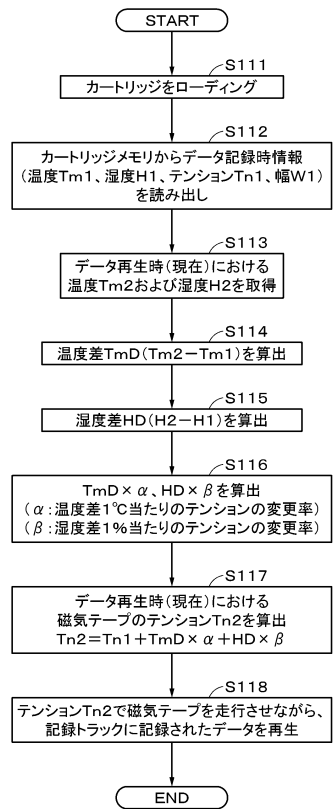 START
S111
カートリッジをローディング
S112
カートリッジメモリからデータ記録時情報
(温度Tm1、湿度H1、テンションTn1、幅W1)
を読み出し
S113
データ再生時(現在)における
温度Tm2および湿度H2を取得
S114
温度差TmD(Tm2－Tm1)を算出
S115
湿度差HD(H2－H1)を算出
S116
TmD×α、HD×βを算出
(α:温度差1℃当たりのテンションの変更率)
(β:湿度差1%当たりのテンションの変更率)
S117
データ再生時(現在)における
磁気テープのテンションTn2を算出
Tn2＝Tn1＋TmD×α＋HD×β
S118
テンションTn2で磁気テープを走行させながら、
記録トラックに記録されたデータを再生
END